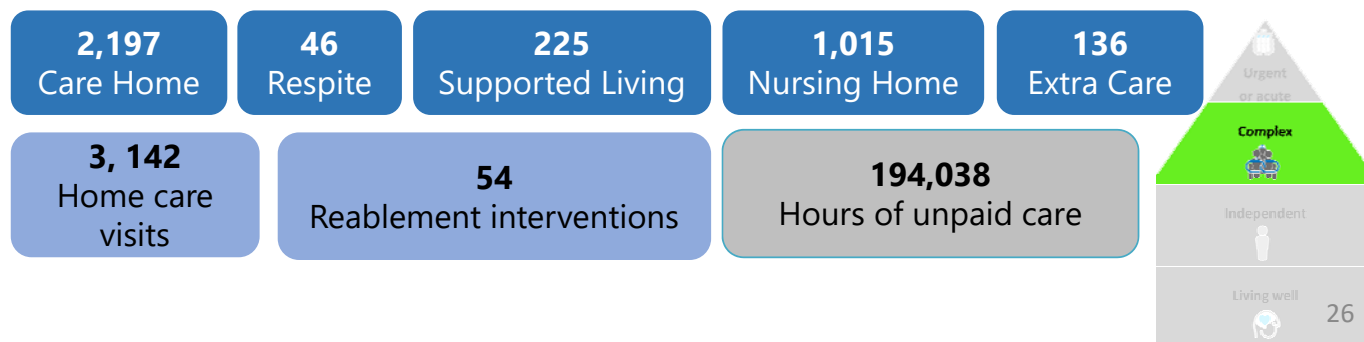 2,197
Care Home
46
Respite
225
Supported Living
1,015
Nursing Home
136
Extra Care
3, 142
Home care
visits
54
Reablement interventions
194,038
Hours of unpaid care
Urgent
or acute
Complex
Independent
Living well
26